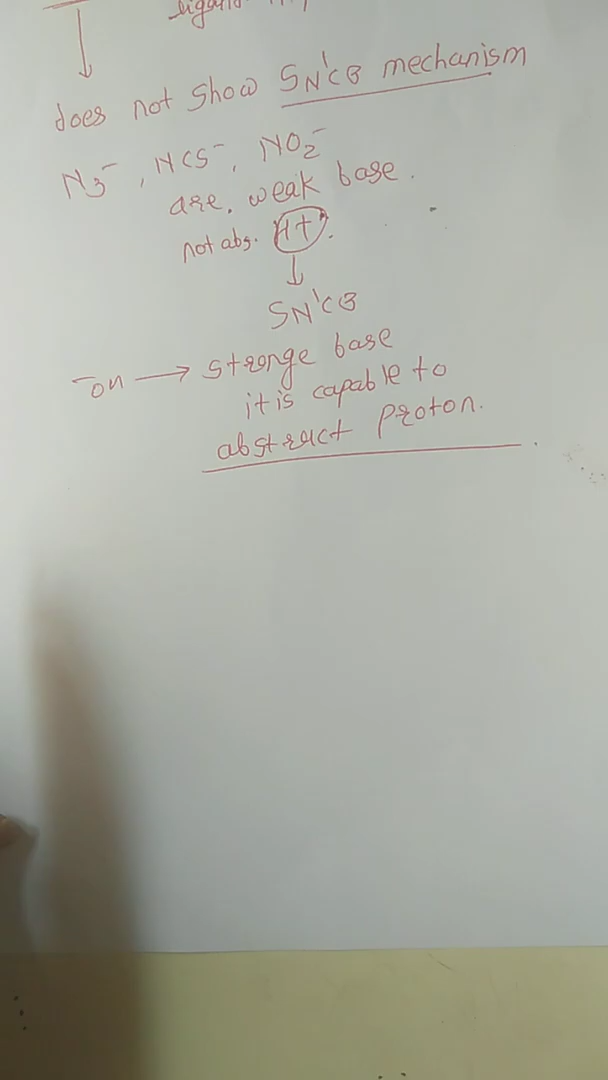 ligand
does not show SN'CB mechanism
N3⁻, NCS⁻, NO2⁻
are. weak base.
not abs. H+.
SN'CB
⁻OH → stronge base
it is capable to
abstract proton.